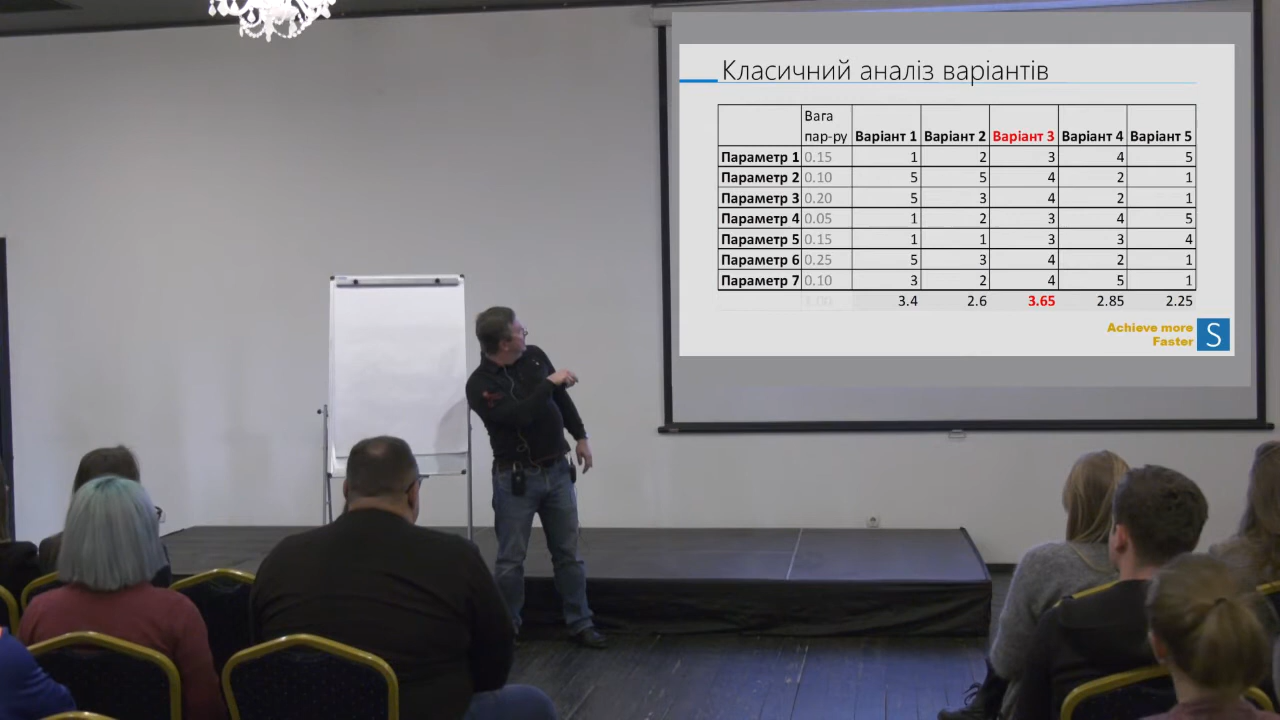 Класичний аналіз варіантів
Вага
пар-ру Варіант 1 Варіант 2 Варіант 3 Варіант 4 Варіант 5
Параметр 1 0.15 1 2 3 4 5
Параметр 2 0.10 5 5 4 2 1
Параметр 3 0.20 5 3 4 2 1
Параметр 4 0.05 1 2 3 4 5
Параметр 5 0.15 1 1 3 3 4
Параметр 6 0.25 5 3 4 2 1
Параметр 7 0.10 3 2 4 5 1
1.00 3.4 2.6 3.65 2.85 2.25
Achieve more
Faster
S